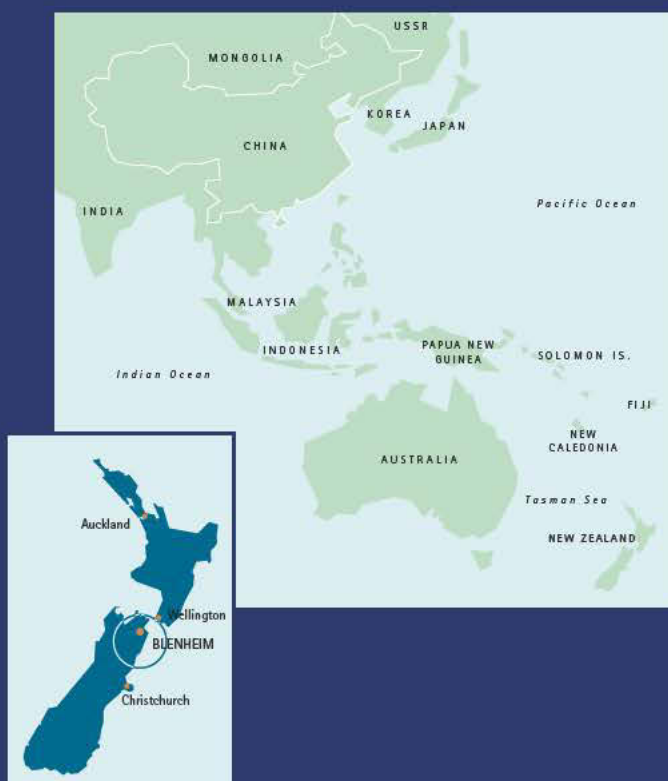 USSR
MONGOLIA
KOREA
JAPAN
CHINA
Pacific Ocean
INDIA
MALAYSIA
INDONESIA
PAPUA NEW
GUINEA
SOLOMON IS.
Indian Ocean
FIJI
NEW
CALEDONIA
AUSTRALIA
Tasman Sea
NEW ZEALAND
Auckland
Wellington
BLENHEIM
Christchurch